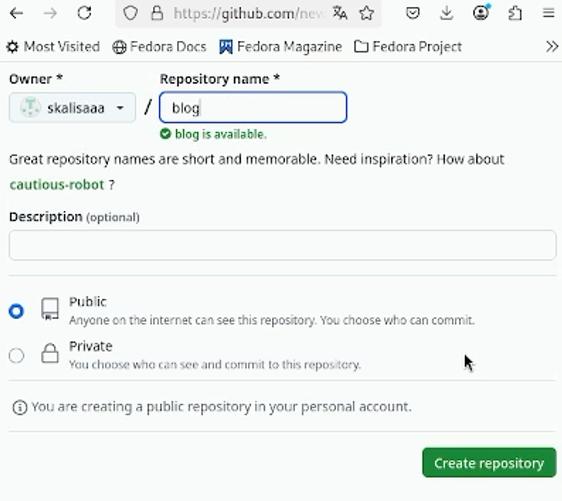 https://github.com/new
Most Visited Fedora Docs Fedora Magazine Fedora Project
Owner * Repository name *
skalisaaa / blog
blog is available.
Great repository names are short and memorable. Need inspiration? How about
cautious-robot ?
Description (optional)
Public
Anyone on the internet can see this repository. You choose who can commit.
Private
You choose who can see and commit to this repository.
You are creating a public repository in your personal account.
Create repository